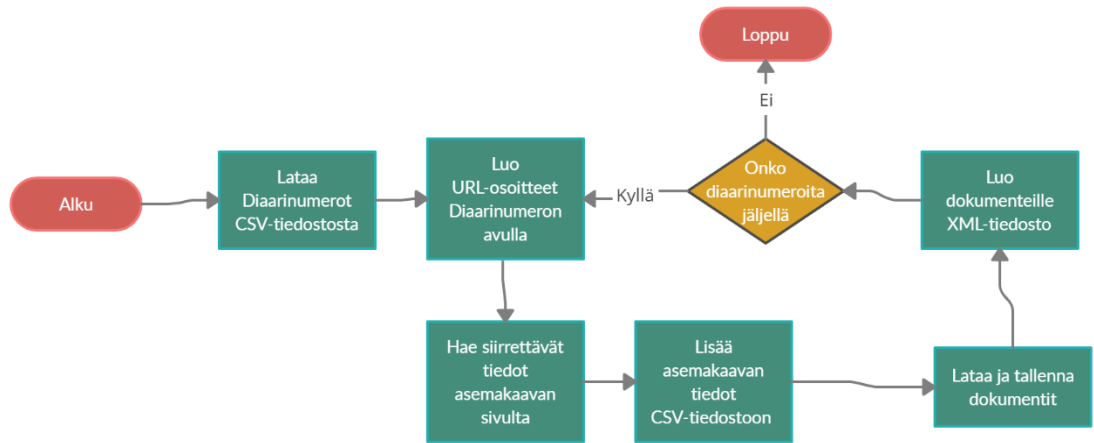 Alku
Lataa
Diaarinumerot
CSV-tiedostosta
Luo
URL-osoitteet
Diaarinumeron
avulla
Hae siirrettävät
tiedot
asemakaavan
sivulta
Lisää
asemakaavan
tiedot
CSV-tiedostoon
Lataa ja tallenna
dokumentit
Luo
dokumenteille
XML-tiedosto
Onko
diaarinumeroita
jäljellä
Kyllä
Ei
Loppu